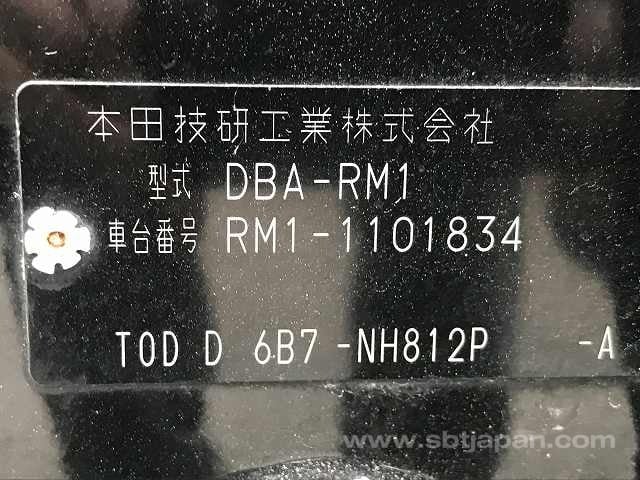 本田技研工業株式会社
型式 DBA-RM1
車台番号 RM1-1101834
TOD D 6B7 -NH812P -A
www.sbtjapan.com